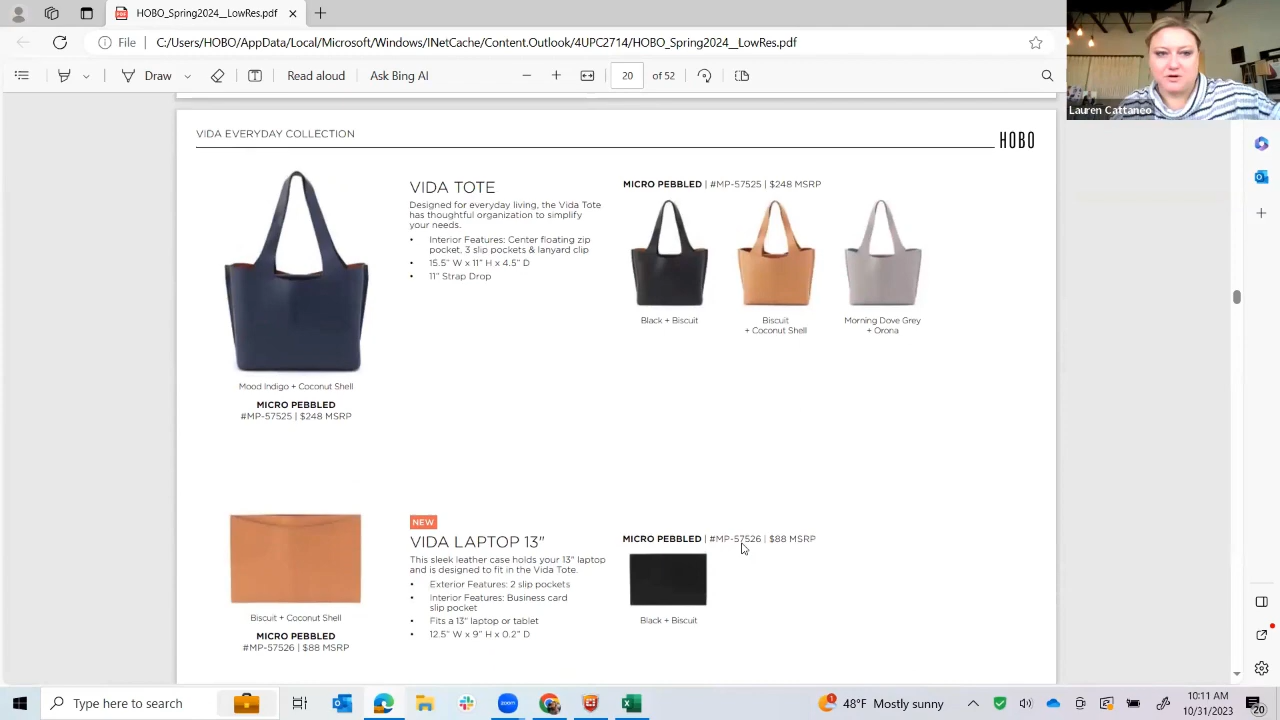 HOBO_Spring2024__LowRes.pdf
File
C:/Users/HOBO/AppData/Local/Microsoft/Windows/INetCache/Content.Outlook/4UPC2714/HOBO_Spring2024__LowRes.pdf
Draw
Read aloud
Ask Bing AI
20
of 52
Lauren Cattaneo
VIDA EVERYDAY COLLECTION
HOBO
Mood Indigo + Coconut Shell
MICRO PEBBLED
#MP-57525 | $248 MSRP
VIDA TOTE
Designed for everyday living, the Vida Tote
has thoughtful organization to simplify
your needs.
• Interior Features: Center floating zip
pocket, 3 slip pockets & lanyard clip
• 15.5" W x 11" H x 4.5" D
• 11" Strap Drop
MICRO PEBBLED | #MP-57525 | $248 MSRP
Black + Biscuit
Biscuit
+ Coconut Shell
Morning Dove Grey
+ Orona
Biscuit + Coconut Shell
MICRO PEBBLED
#MP-57526 | $88 MSRP
NEW
VIDA LAPTOP 13"
This sleek leather case holds your 13" laptop
and is designed to fit in the Vida Tote.
• Exterior Features: 2 slip pockets
• Interior Features: Business card
slip pocket
• Fits a 13" laptop or tablet
• 12.5" W x 9" H x 0.2" D
MICRO PEBBLED | #MP-57526 | $88 MSRP
Black + Biscuit
Type here to search
zoom
1
48°F Mostly sunny
10:11 AM
10/31/2023
20